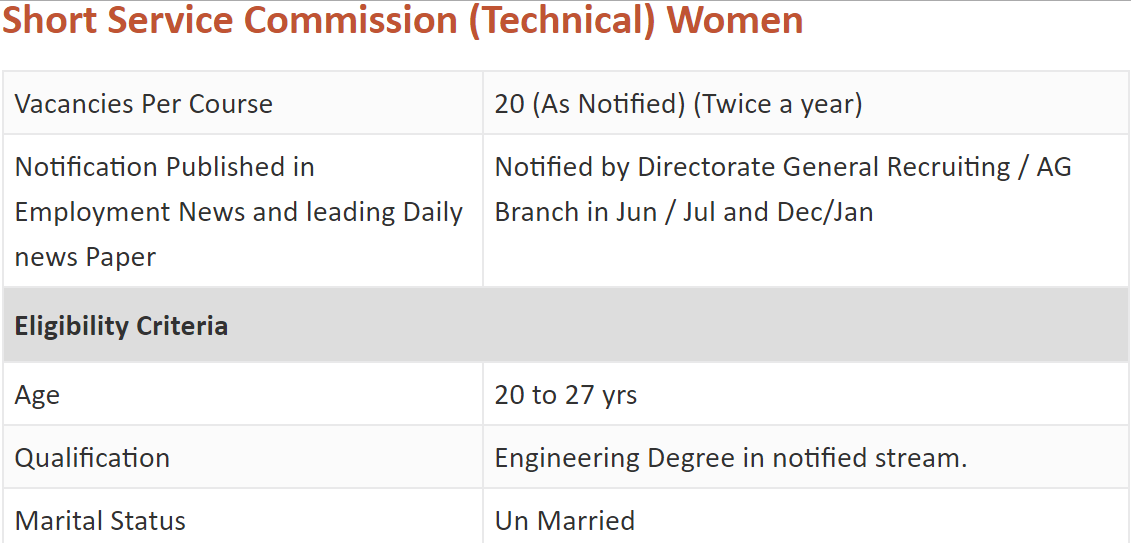 Short Service Commission (Technical) Women
Vacancies Per Course
20 (As Notified) (Twice a year)
Notification Published in
Employment News and leading Daily
news Paper
Notified by Directorate General Recruiting / AG
Branch in Jun / Jul and Dec/Jan
Eligibility Criteria
Age
20 to 27 yrs
Qualification
Engineering Degree in notified stream.
Marital Status
Un Married